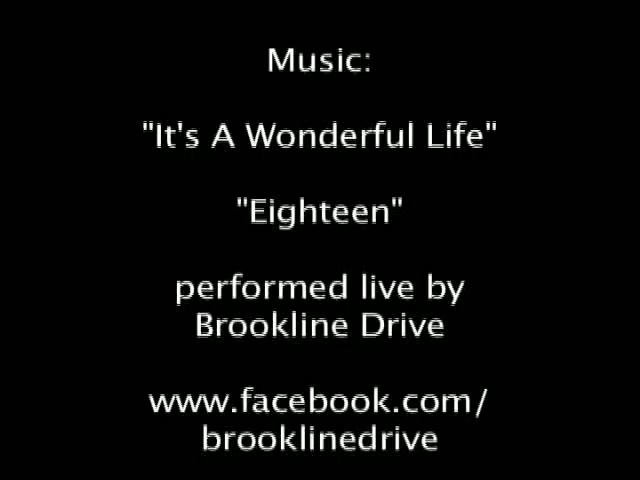 Music:
"It's A Wonderful Life"
"Eighteen"
performed live by
Brookline Drive
www.facebook.com/
brooklinedrive